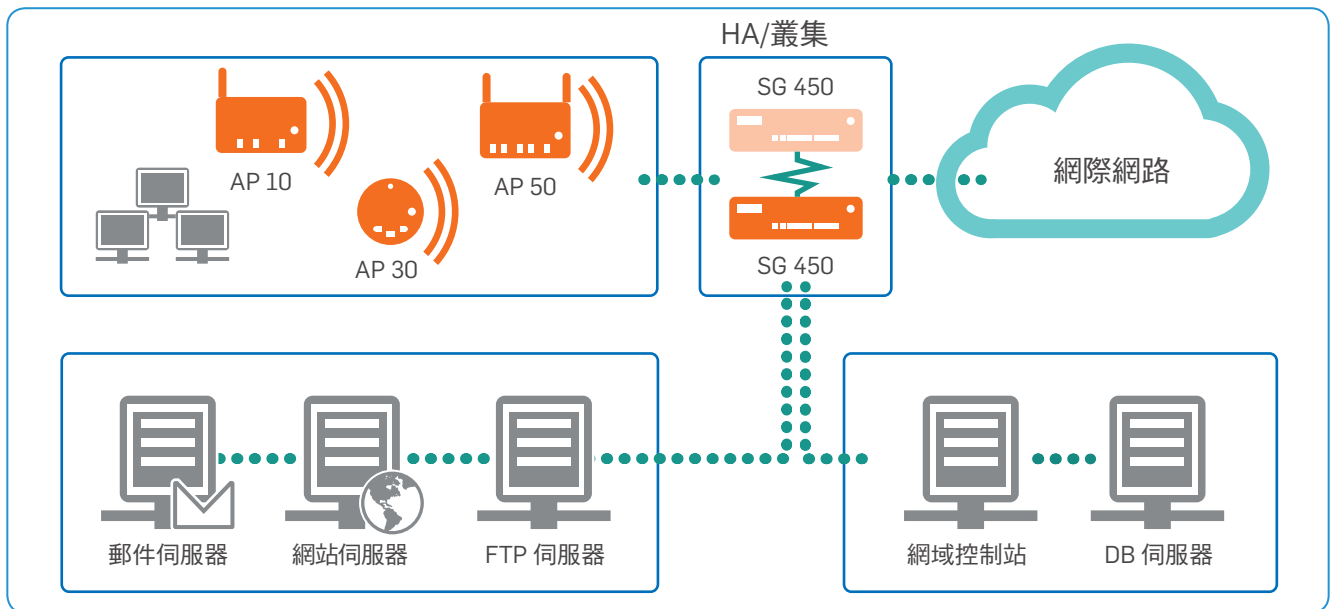 HA/叢集
SG 450
AP 10
AP 50
AP 30
SG 450
網際網路
郵件伺服器
網站伺服器
FTP 伺服器
網域控制站
DB 伺服器